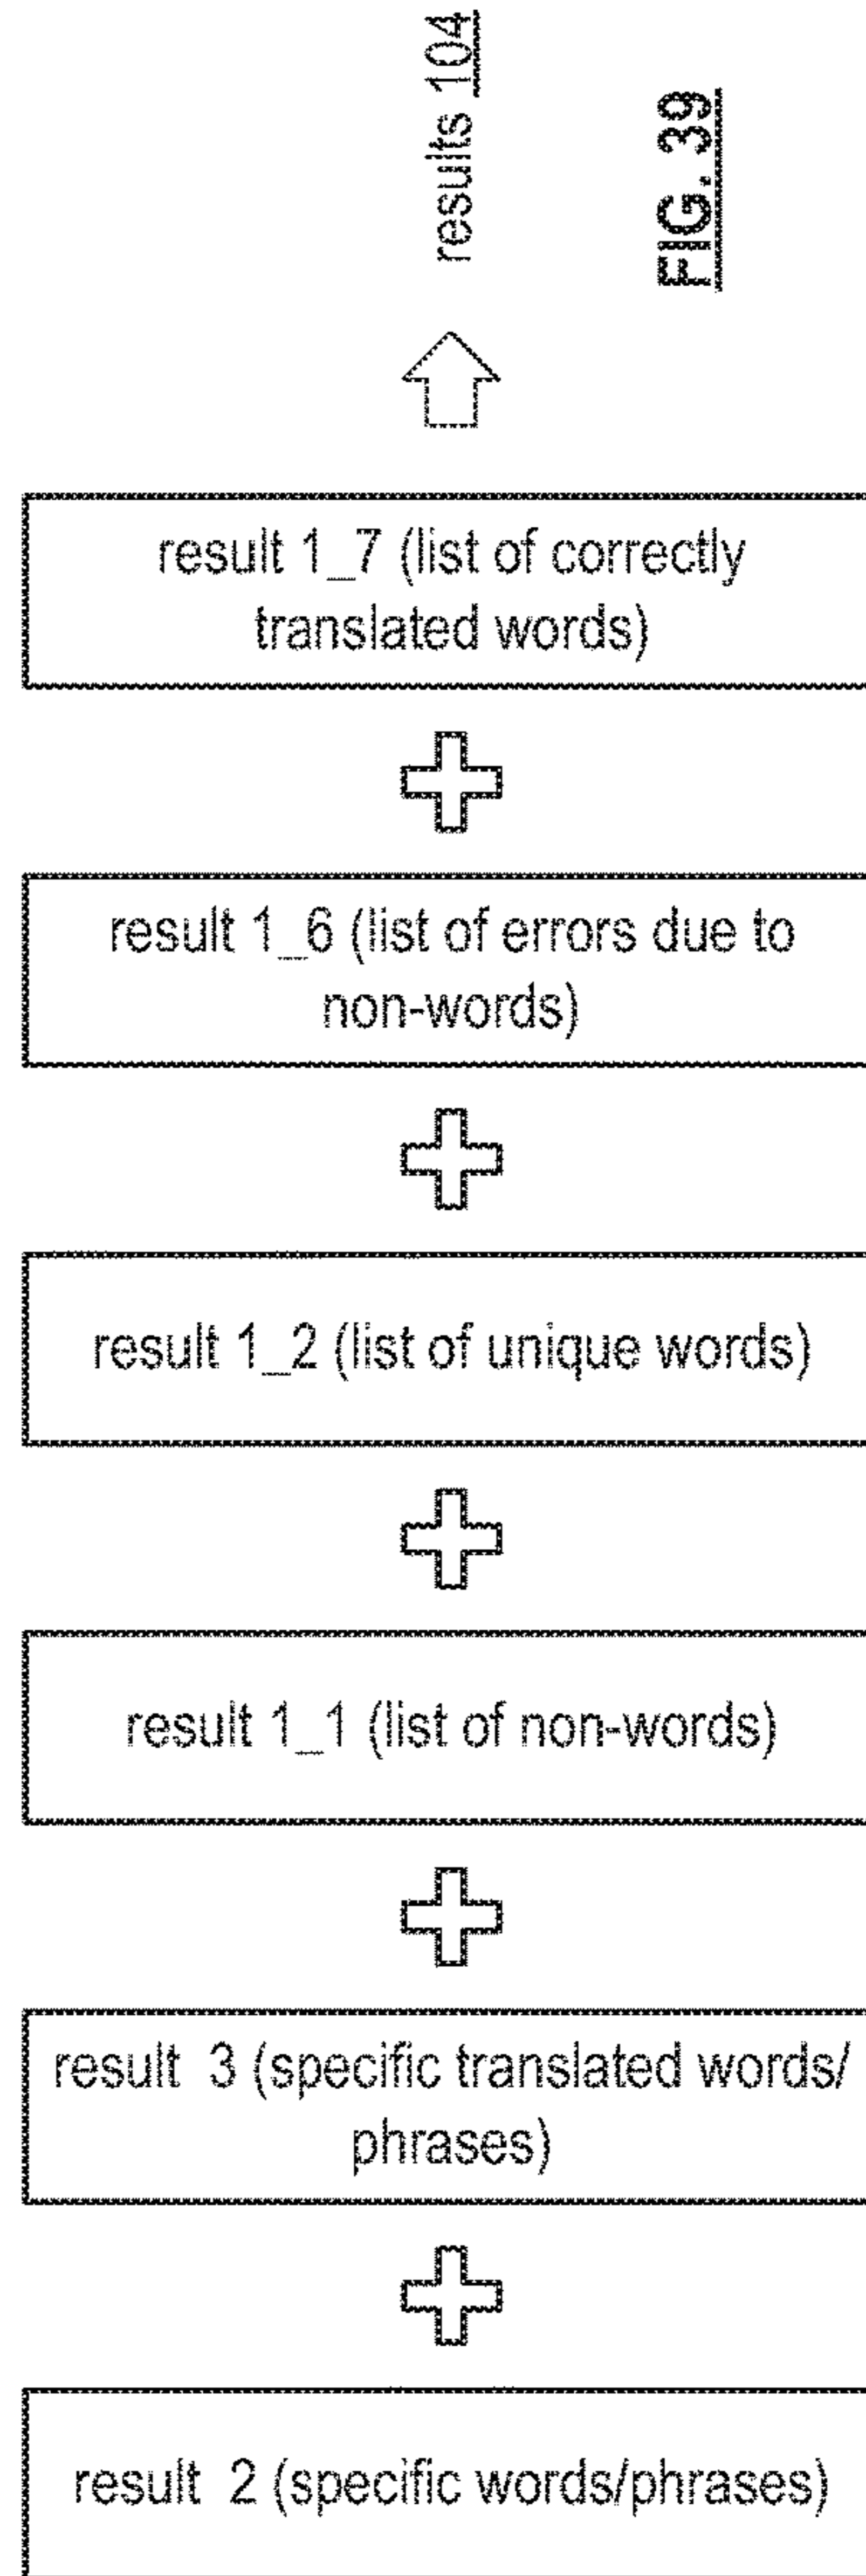 results 104
FIG. 39
result 1_7 (list of correctly
translated words)
result 1_6 (list of errors due to
non-words)
result 1_2 (list of unique words)
result 1_1 (list of non-words)
result 3 (specific translated words/
phrases)
result 2 (specific words/phrases)